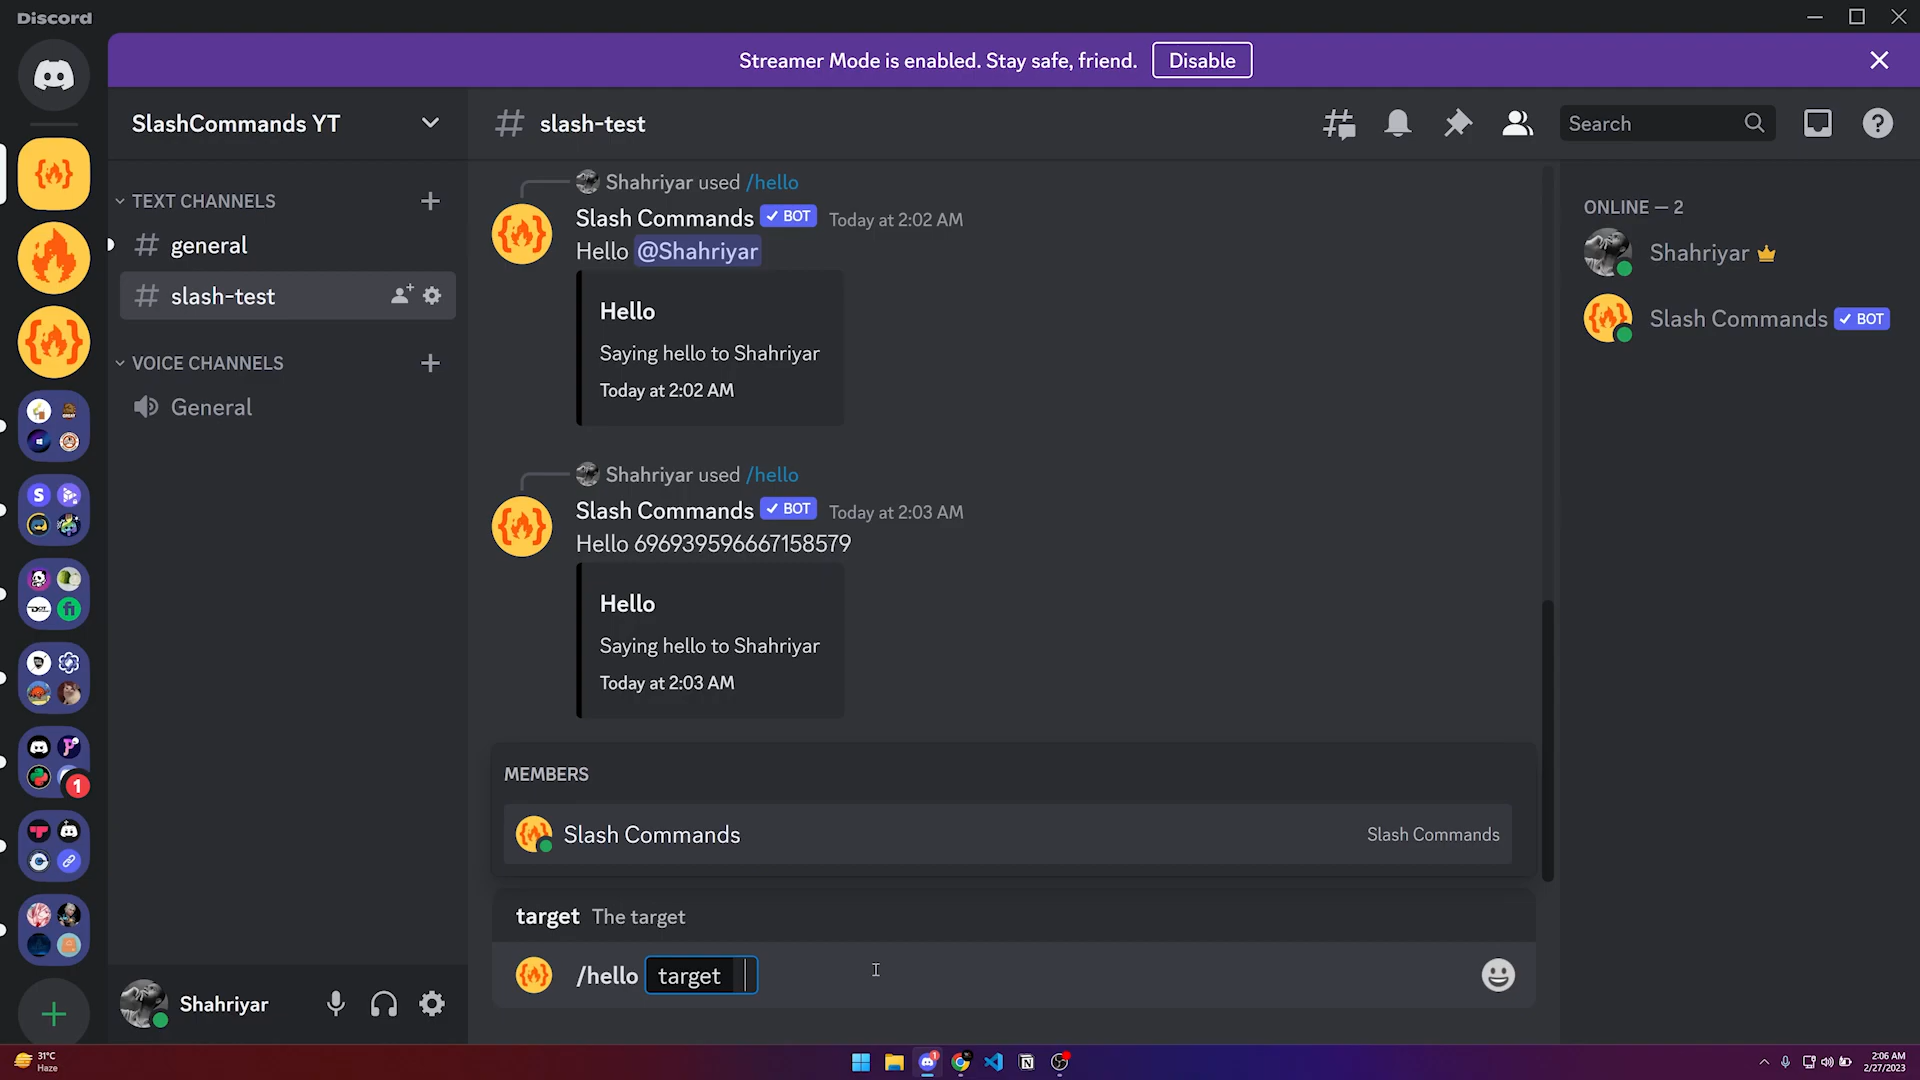 Discord
Streamer Mode is enabled. Stay safe, friend. Disable
SlashCommands YT
TEXT CHANNELS
general
slash-test
VOICE CHANNELS
General
Shahriyar
# slash-test
Search
Shahriyar used /hello
Slash Commands ✓ BOT Today at 2:02 AM
Hello @Shahriyar
Hello
Saying hello to Shahriyar
Today at 2:02 AM
Shahriyar used /hello
Slash Commands ✓ BOT Today at 2:03 AM
Hello 696939596667158579
Hello
Saying hello to Shahriyar
Today at 2:03 AM
MEMBERS
Slash Commands Slash Commands
target The target
/hello target
ONLINE — 2
Shahriyar
Slash Commands ✓ BOT
31°C
Haze
2:06 AM
2/27/2023